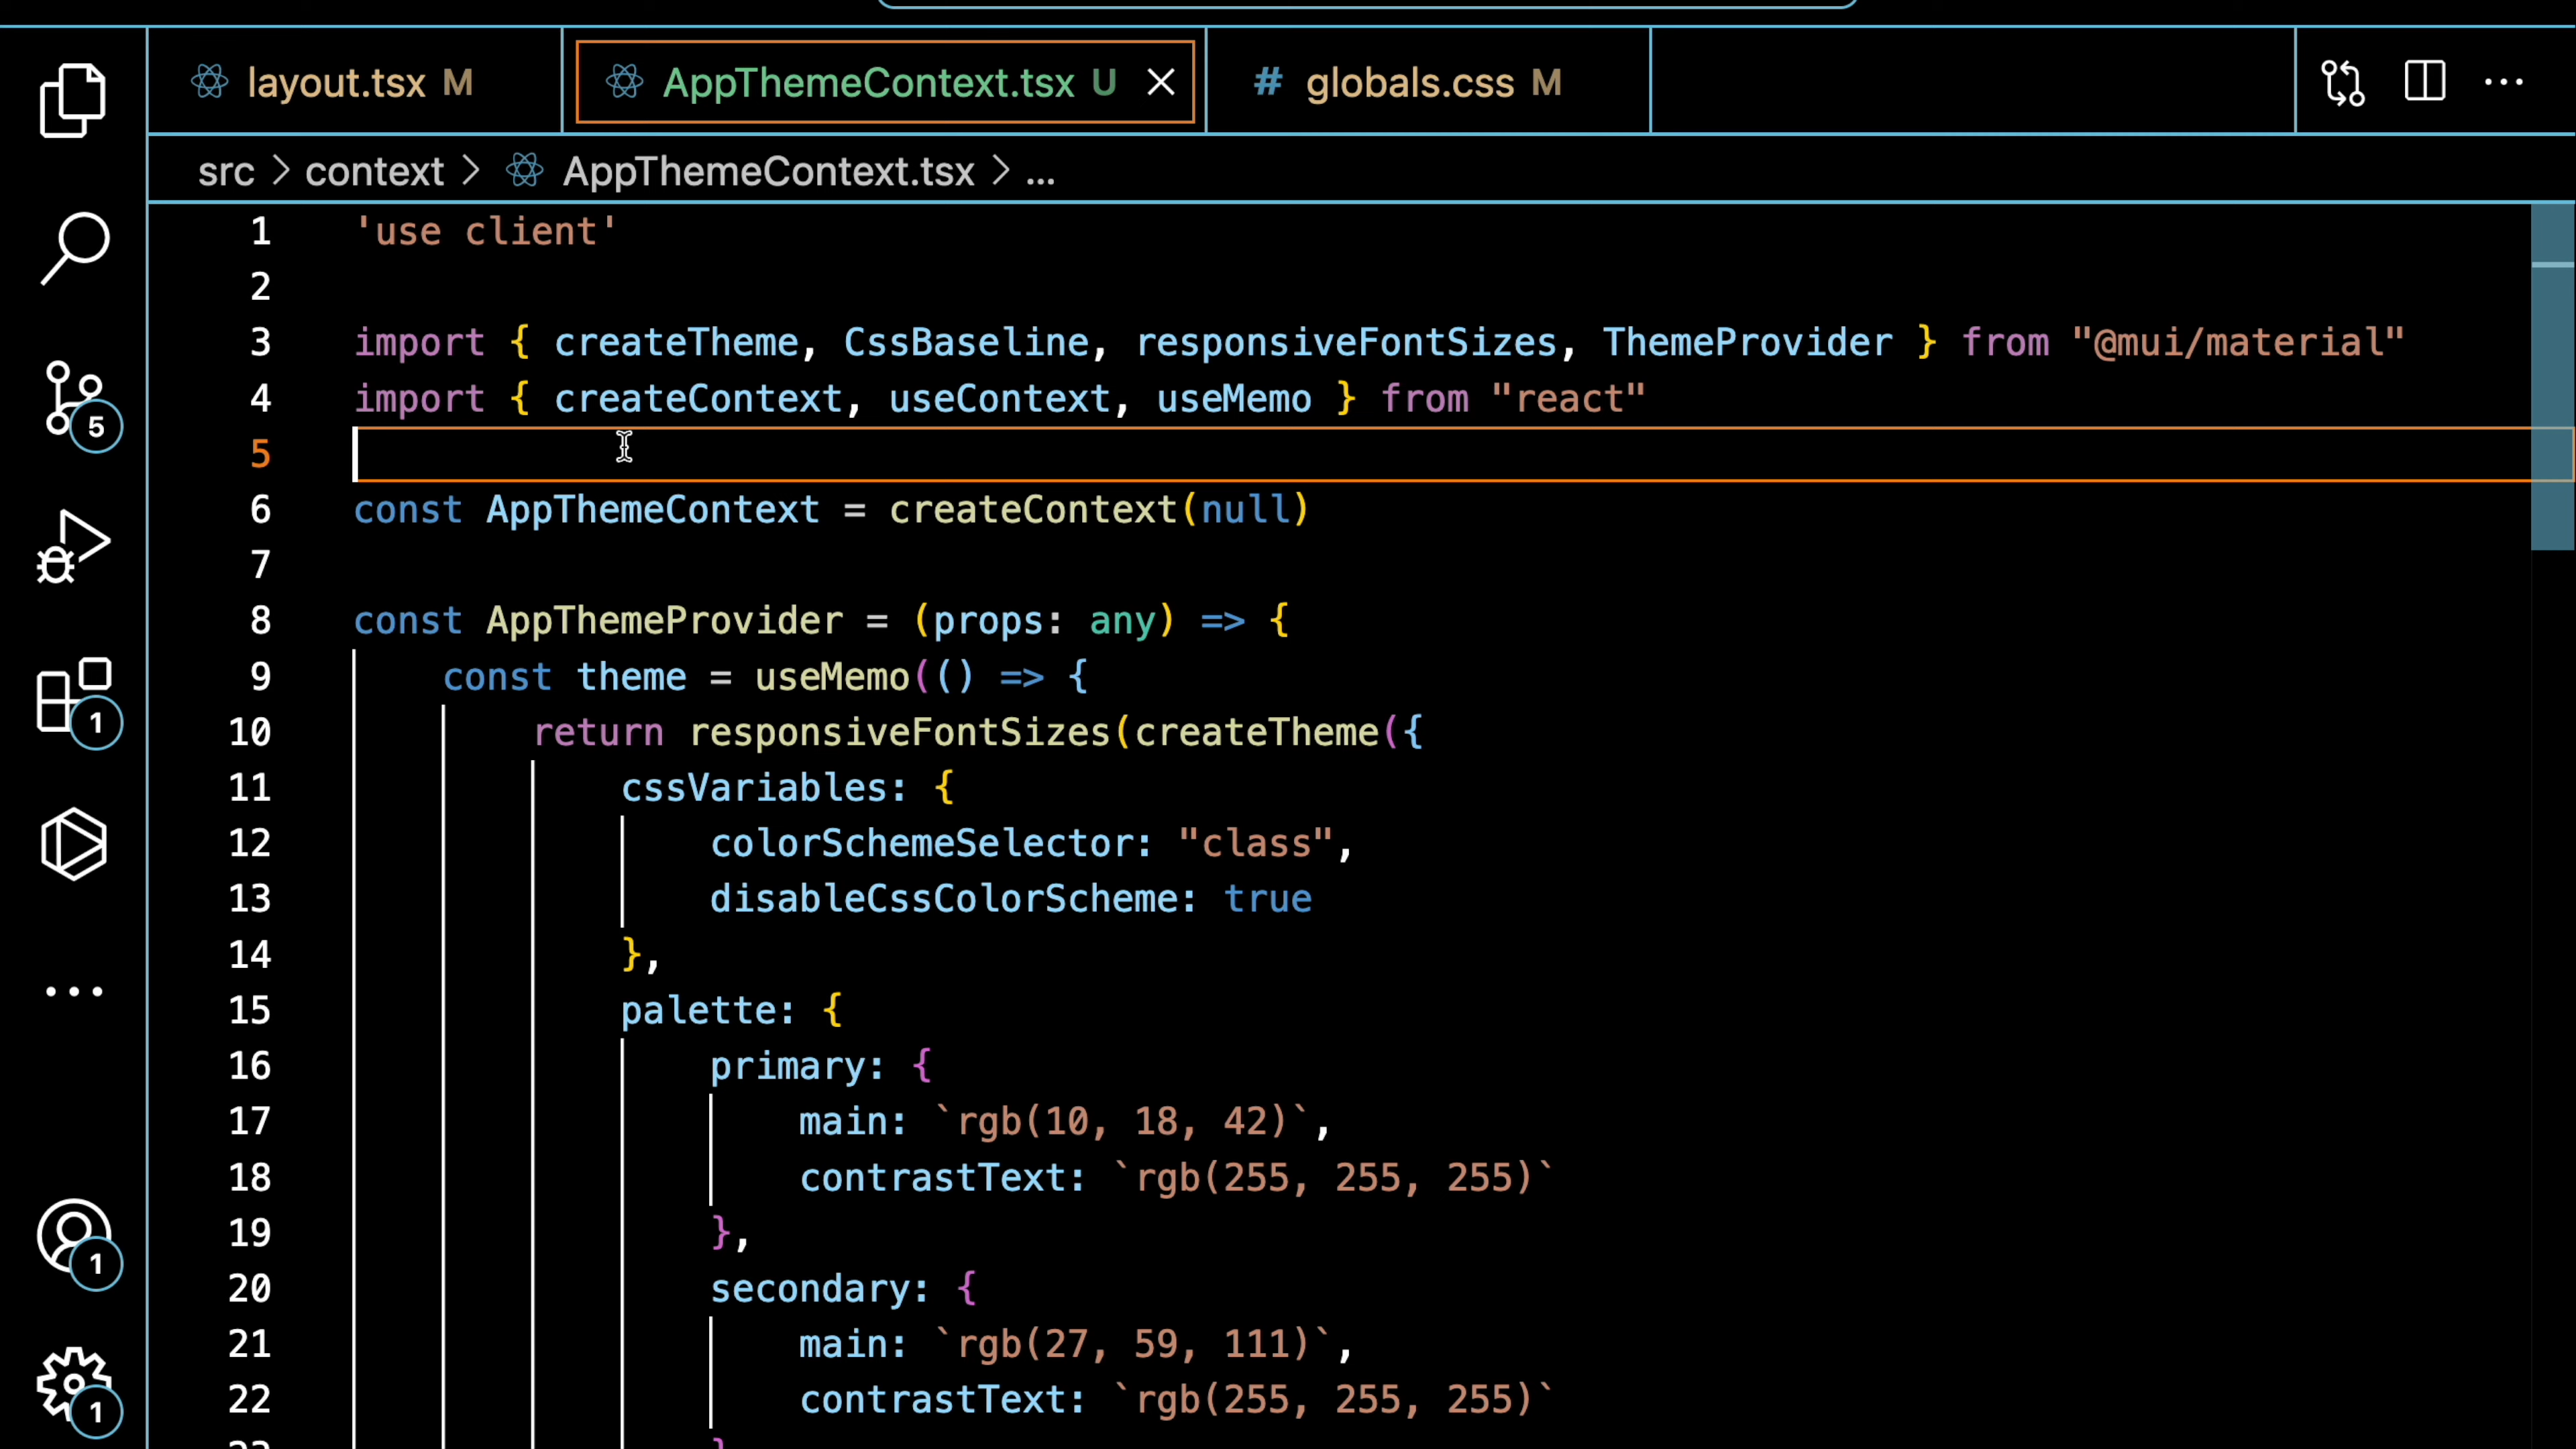 layout.tsx M AppThemeContext.tsx U # globals.css M
src > context > AppThemeContext.tsx > ...
1 'use client'
2
3 import { createTheme, CssBaseline, responsiveFontSizes, ThemeProvider } from "@mui/material"
4 import { createContext, useContext, useMemo } from "react"
5
6 const AppThemeContext = createContext(null)
7
8 const AppThemeProvider = (props: any) => {
9 const theme = useMemo(() => {
10 return responsiveFontSizes(createTheme({
11 cssVariables: {
12 colorSchemeSelector: "class",
13 disableCssColorScheme: true
14 },
15 palette: {
16 primary: {
17 main: `rgb(10, 18, 42)`,
18 contrastText: `rgb(255, 255, 255)`
19 },
20 secondary: {
21 main: `rgb(27, 59, 111)`,
22 contrastText: `rgb(255, 255, 255)`
5
1
1
1